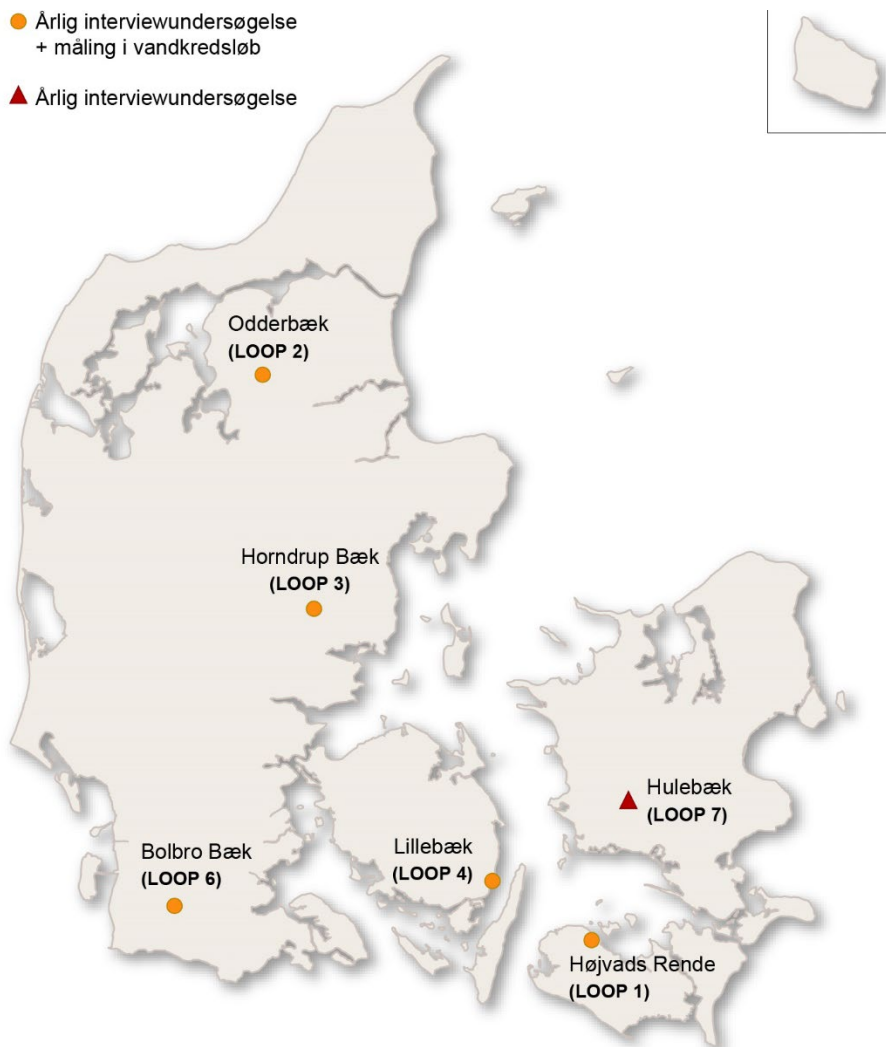 Årlig interviewundersøgelse
+ måling i vandkredsløb
Årlig interviewundersøgelse
Odderbæk
(LOOP 2)
Horndrup Bæk
(LOOP 3)
Hulebæk
(LOOP 7)
Lillebæk
(LOOP 4)
Bolbro Bæk
(LOOP 6)
Højvads Rende
(LOOP 1)